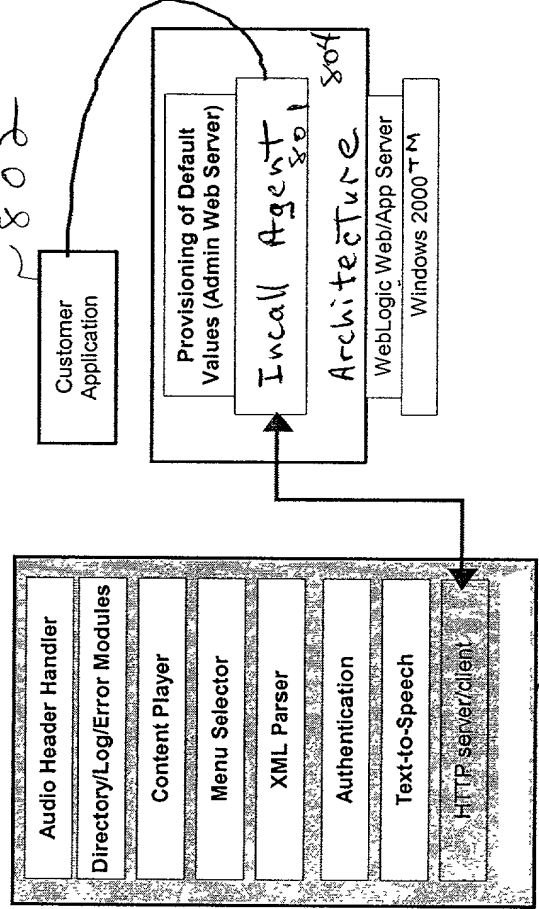 802
Customer
Application
Provisioning of Default
Values (Admin Web Server)
Incall Agent
801
Architecture 804
WebLogic Web/App Server
Windows 2000™
Audio Header Handler
Directory/Log/Error Modules
Content Player
Menu Selector
XML Parser
Authentication
Text-to-Speech
HTTP server/client